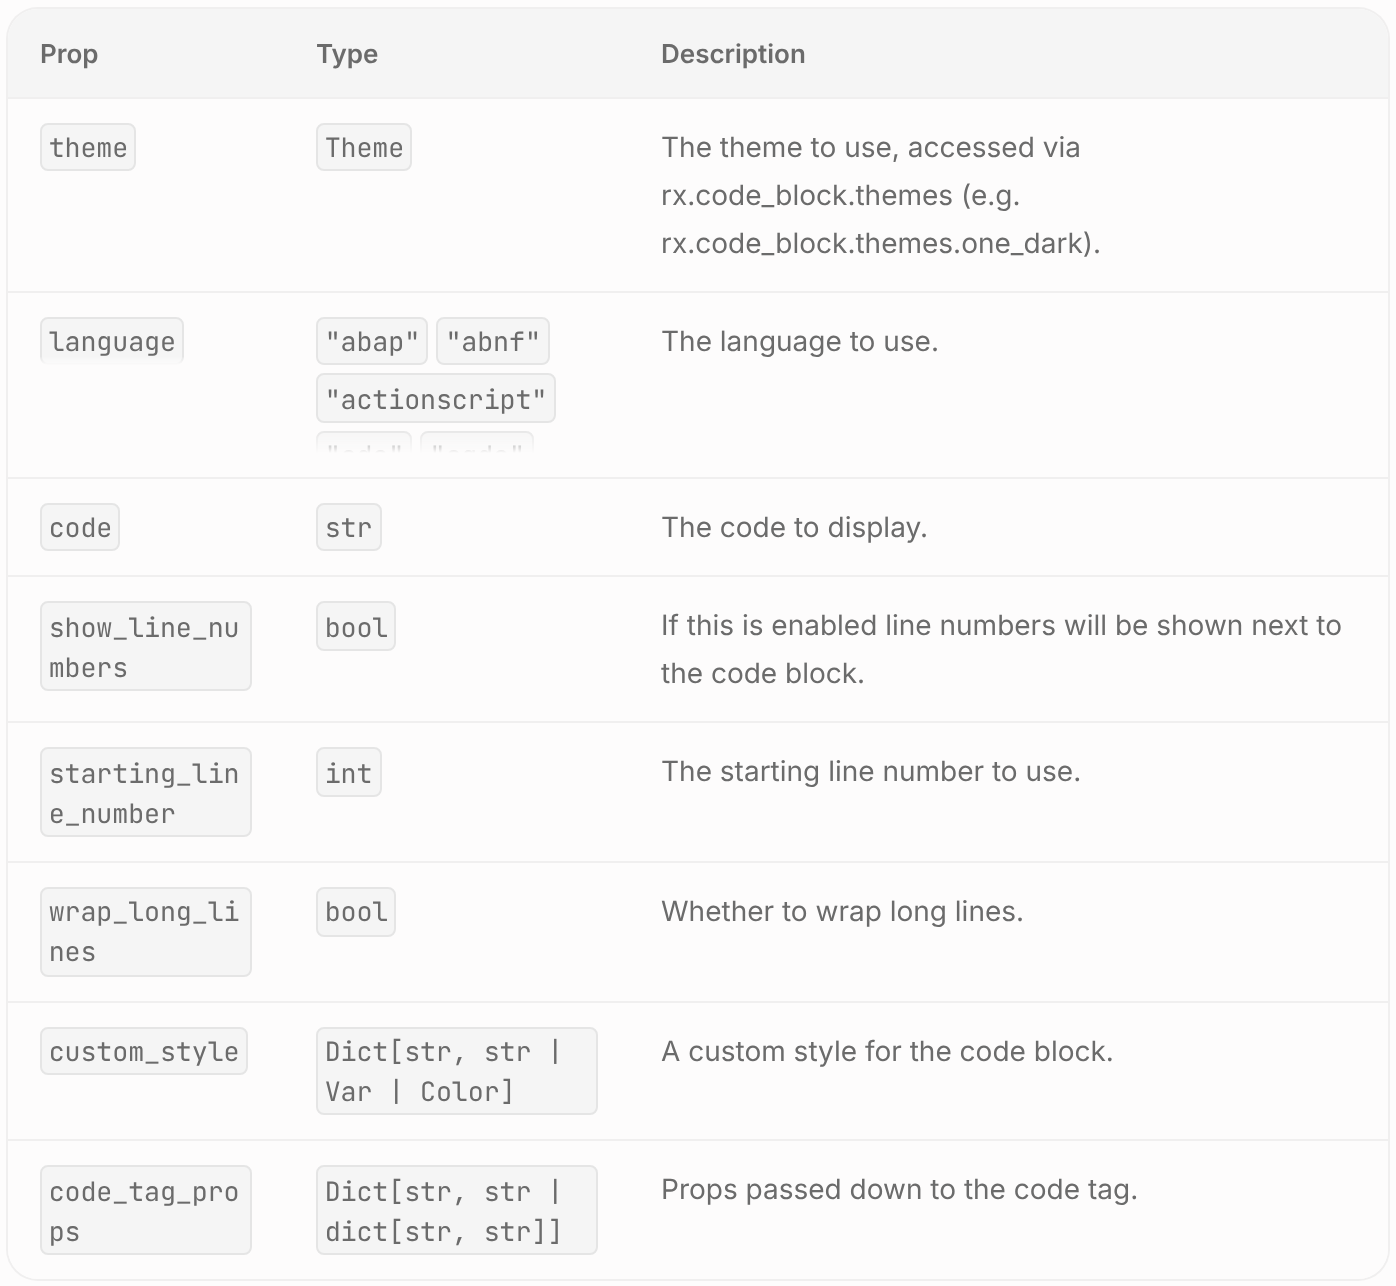 Prop Type Description
theme Theme The theme to use, accessed via
rx.code_block.themes (e.g.
rx.code_block.themes.one_dark).
language "abap" "abnf" The language to use.
"actionscript"
code str The code to display.
show_line_nu bool If this is enabled line numbers will be shown next to
mbers the code block.
starting_lin int The starting line number to use.
e_number
wrap_long_li bool Whether to wrap long lines.
nes
custom_style Dict[str, str | A custom style for the code block.
Var | Color]
code_tag_pro Dict[str, str | Props passed down to the code tag.
ps dict[str, str]]